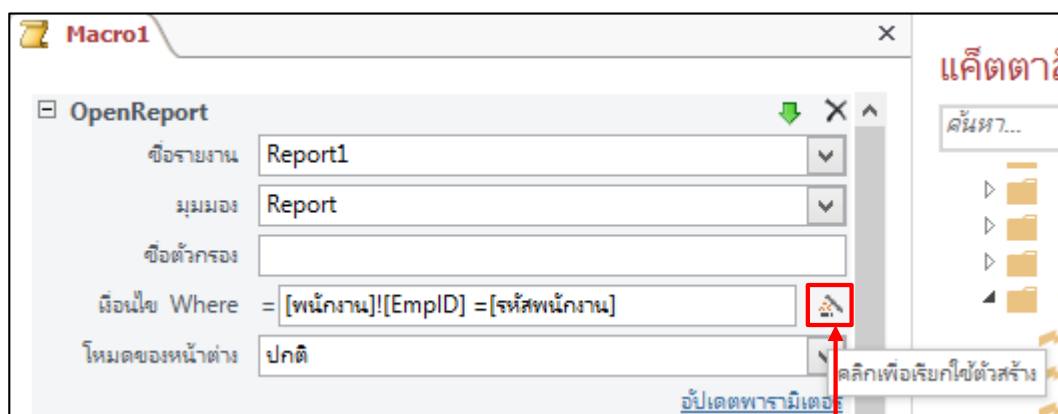 Macro1
แค็ตตาล
OpenReport
ค้นหา...
ชื่อรายงาน Report1
มุมมอง Report
ชื่อตัวกรอง
เงื่อนไข Where = [พนักงาน]![EmpID] =[รหัสพนักงาน]
โหมดของหน้าต่าง ปกติ
คลิกเพื่อเรียกใช้ตัวสร้าง
อัปเดตพารามิเตอร์